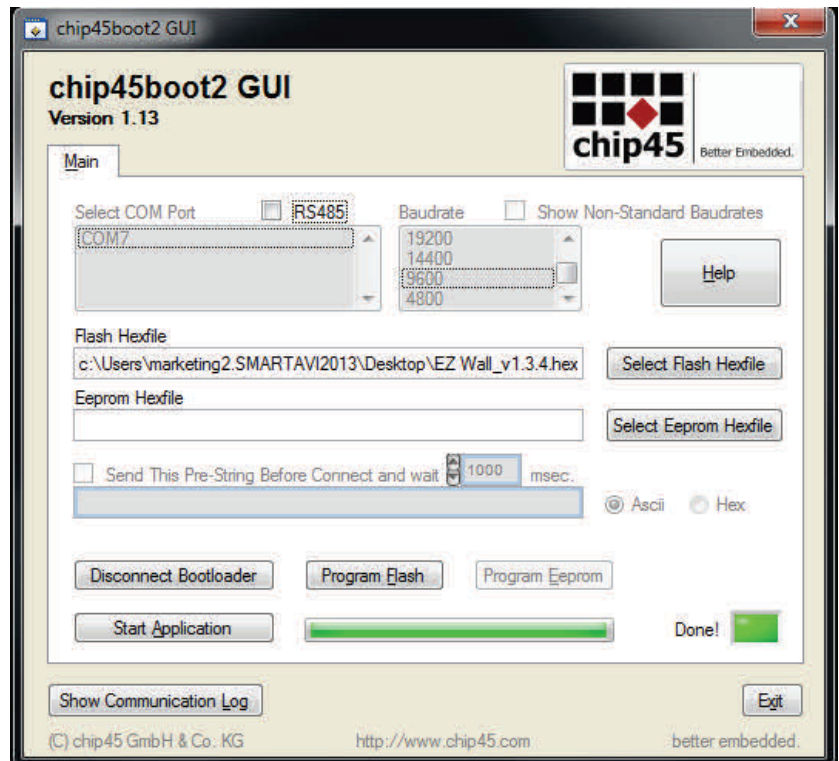 chip45boot2 GUI
X
chip45boot2 GUI
Version 1.13
chip45
Better Embedded.
Main
Select COM Port
RS485
Baudrate
Show Non-Standard Baudrates
COM7
19200
14400
9600
4800
Help
Flash Hexfile
c:\Users\marketing2.SMARTAVI2013\Desktop\EZ Wall_v1.3.4.hex
Select Flash Hexfile
Eeprom Hexfile
Select Eeprom Hexfile
Send This Pre-String Before Connect and wait 1000 msec.
Ascii
Hex
Disconnect Bootloader
Program Flash
Program Eeprom
Start Application
Done!
Show Communication Log
Exit
(C) chip45 GmbH & Co. KG
http://www.chip45.com
better embedded.